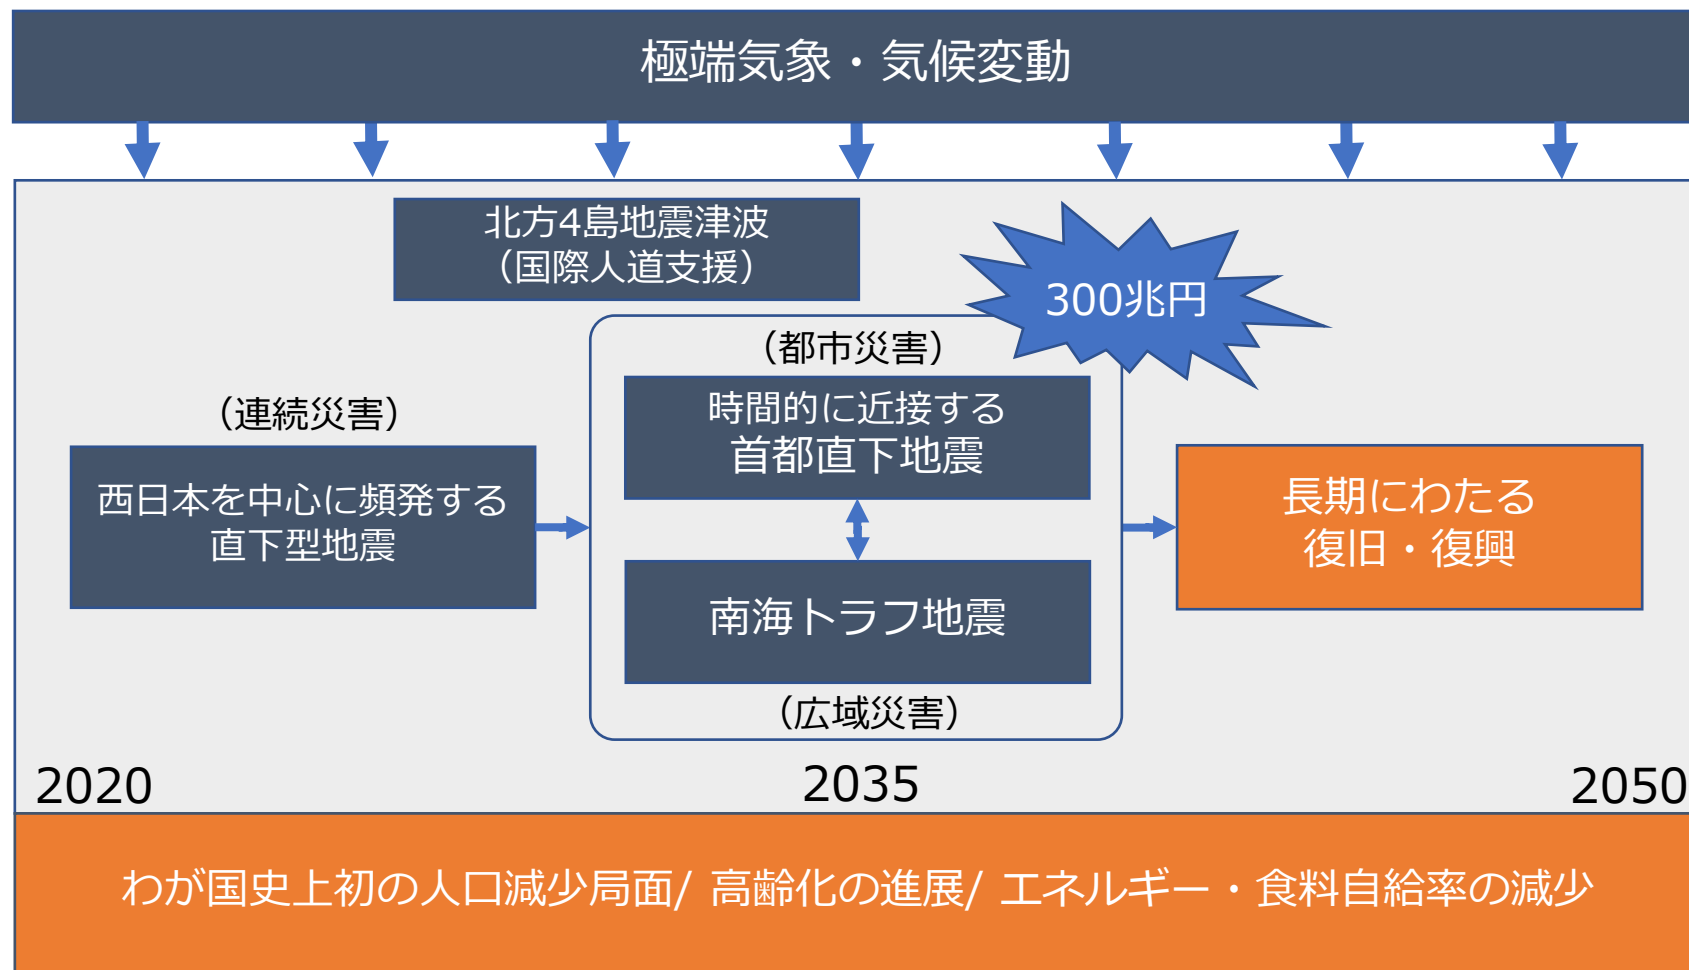 極端気象・気候変動
北方4島地震津波
（国際人道支援）
300兆円
（都市災害）
時間的に近接する
首都直下地震
（連続災害）
西日本を中心に頻発する
直下型地震
長期にわたる
復旧・復興
南海トラフ地震
（広域災害）
2020
2035
2050
わが国史上初の人口減少局面/ 高齢化の進展/ エネルギー・食料自給率の減少